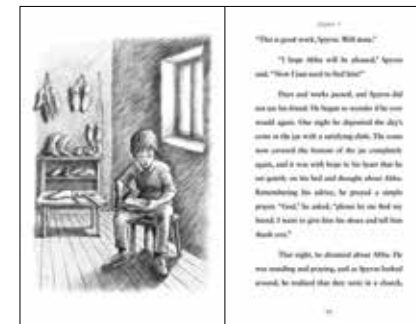 "This is good work, Spyros. Well done."
"I hope Abba will be pleased," Spyros
said. "Now I just need to find him!"
Days and weeks passed, and Spyros did
not see his friend. He began to wonder if he ever
would again. One night he deposited the day's
coins in the jar with a satisfying clink. The coins
now covered the bottom of the jar completely
again, and it was with hope in his heart that he
sat quietly on his bed and thought about Abba.
Remembering his advice, he prayed a simple
prayer. "God," he asked, "please let me find my
friend. I want to give him his shoes and tell him
thank you."
That night, he dreamed about Abba. He
was standing and praying, and as Spyros looked
around, he realized that they were in a church,